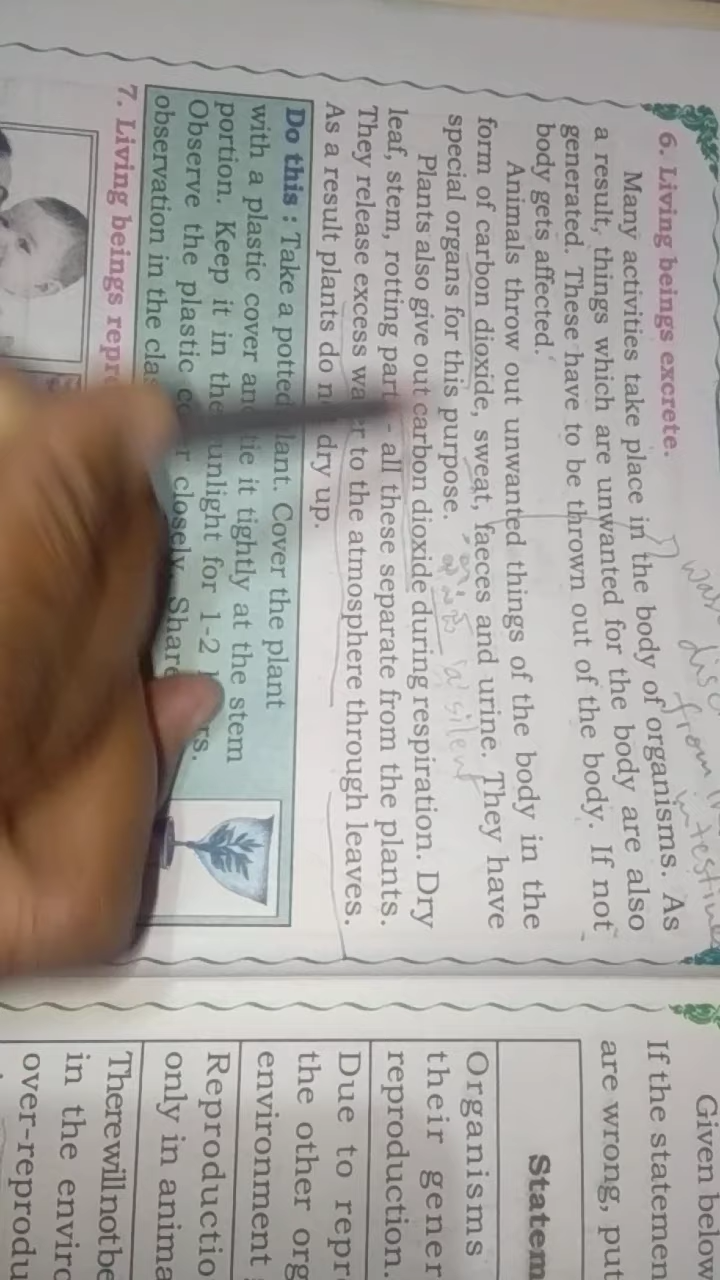 6. Living beings excrete.
Many activities take place in the body of organisms. As
a result, things which are unwanted for the body are also
generated. These have to be thrown out of the body. If not
body gets affected.
Animals throw out unwanted things of the body in the
form of carbon dioxide, sweat, faeces and urine. They have
special organs for this purpose.
Plants also give out carbon dioxide during respiration. Dry
leaf, stem, rotting part - all these separate from the plants.
They release excess water to the atmosphere through leaves.
As a result plants do dry up.
Do this : Take a potted plant. Cover the plant
with a plastic cover and tie it tightly at the stem
portion. Keep it in the sunlight for 1-2
Observe the plastic closely. Share
observation in the
7. Living beings
from
intestine
'a' silent
Given below
If the statemen
are wrong, put
Statem
Organisms
their gener
reproduction.
Due to repr
the other org
environment
Reproductio
only in anima
Therewillnotbe
in the enviro
over-reprodu